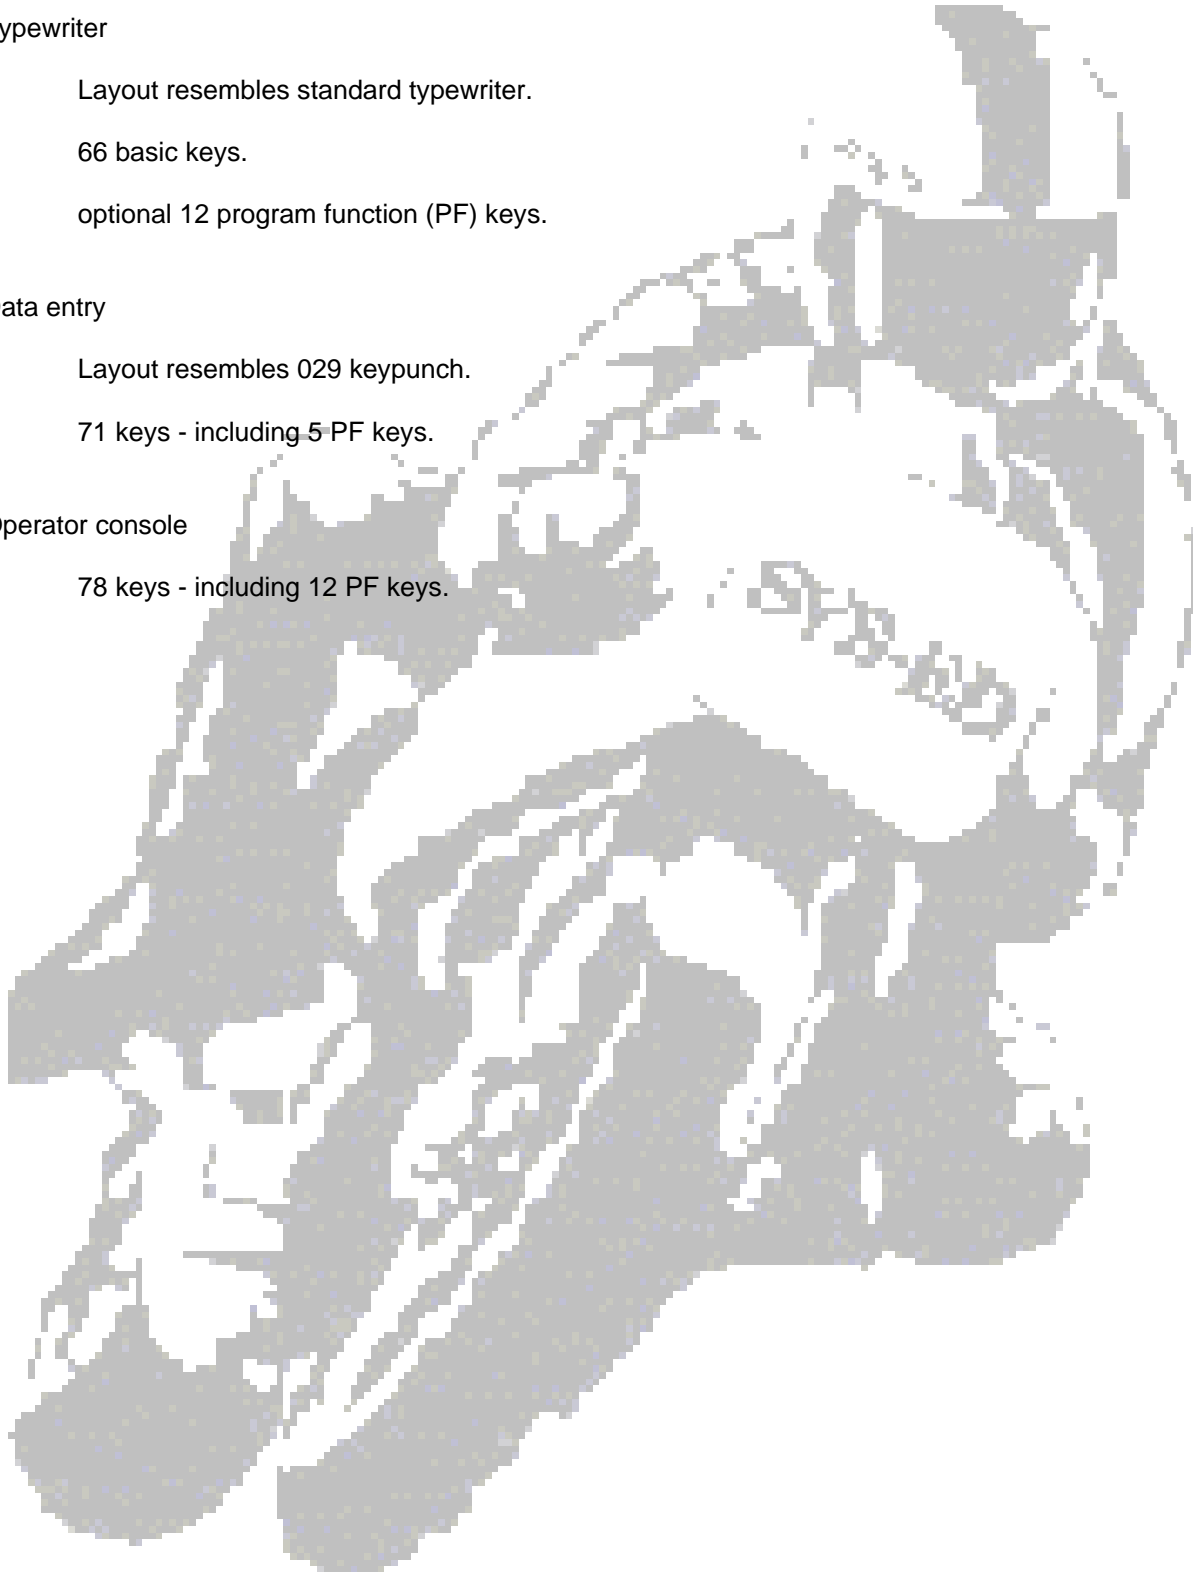 ypewriter
Layout resembles standard typewriter.
66 basic keys.
optional 12 program function (PF) keys.
ata entry
Layout resembles 029 keypunch.
71 keys - including 5 PF keys.
perator console
78 keys - including 12 PF keys.
SYS-ED